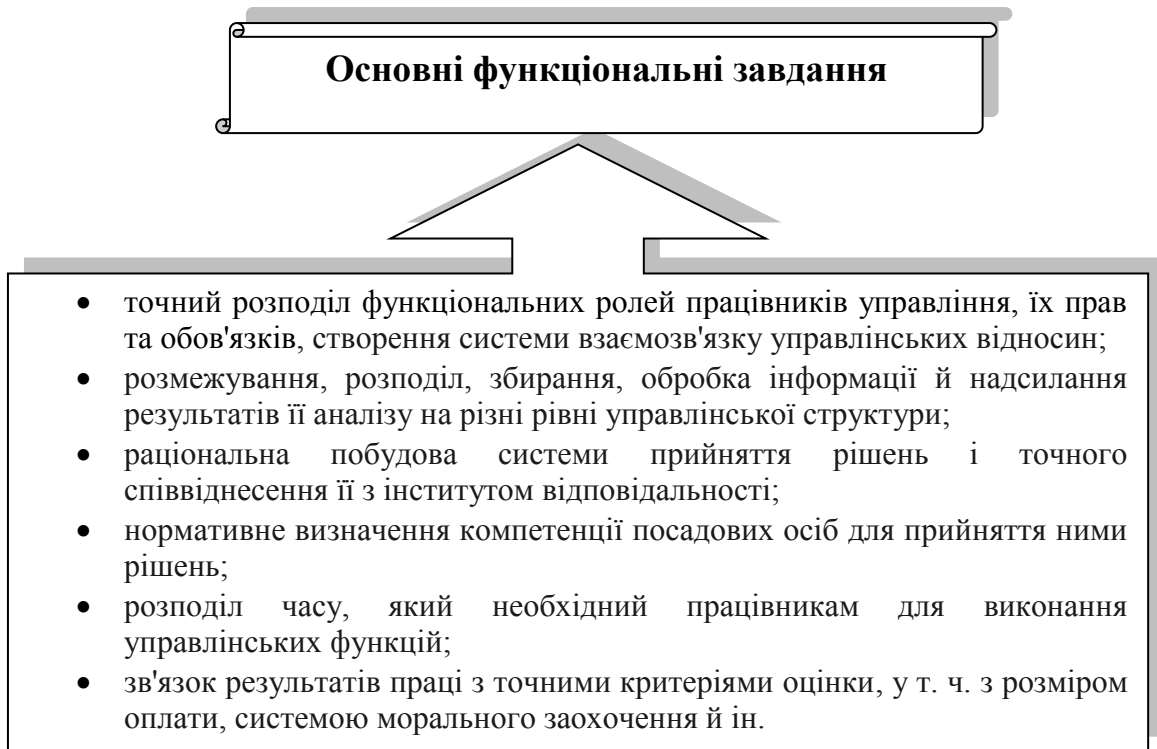 Основні функціональні завдання
• точний розподіл функціональних ролей працівників управління, їх прав
та обов'язків, створення системи взаємозв'язку управлінських відносин;
• розмежування, розподіл, збирання, обробка інформації й надсилання
результатів її аналізу на різні рівні управлінської структури;
• раціональна побудова системи прийняття рішень і точного
співвіднесення її з інститутом відповідальності;
• нормативне визначення компетенції посадових осіб для прийняття ними
рішень;
• розподіл часу, який необхідний працівникам для виконання
управлінських функцій;
• зв'язок результатів праці з точними критеріями оцінки, у т. ч. з розміром
оплати, системою морального заохочення й ін.